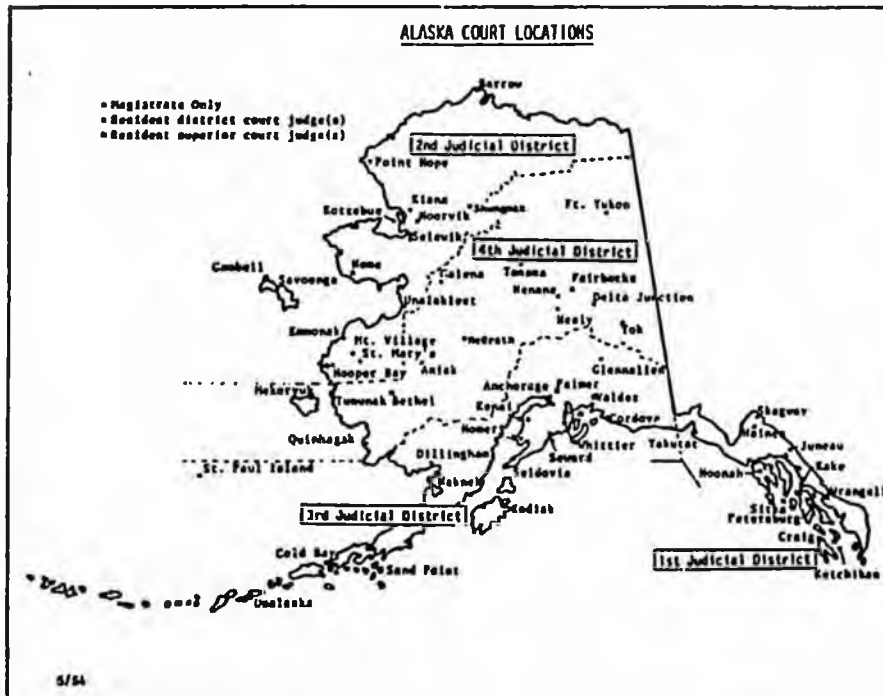 ALASKA COURT LOCATIONS
Magistrate Only
Resident district court judge(s)
Resident superior court judge(s)
Barrow
2nd Judicial District
Point Hope
Kiana
Shungnak
Ft. Yukon
Kotzebue
Noorvik
Selawik
4th Judicial District
Gambell
Savoonga
Nome
Galena
Tanana
Fairbanks
Nenana
Delta Junction
Unalakleet
Healy
Tok
Emmonak
Mt. Village
St. Mary's
McGrath
Hooper Bay
Aniak
Glennallen
Mekoryuk
Tununak
Bethel
Anchorage
Palmer
Valdez
Kenai
Cordova
Skagway
Haines
Homer
Quinhagak
Whittier
Yakutat
Juneau
Dillingham
Seward
Hoonah
Kake
St. Paul Island
Seldovia
Naknek
Wrangell
Sitka
3rd Judicial District
Kodiak
Petersburg
Craig
Cold Bay
1st Judicial District
Sand Point
Ketchikan
Unalaska